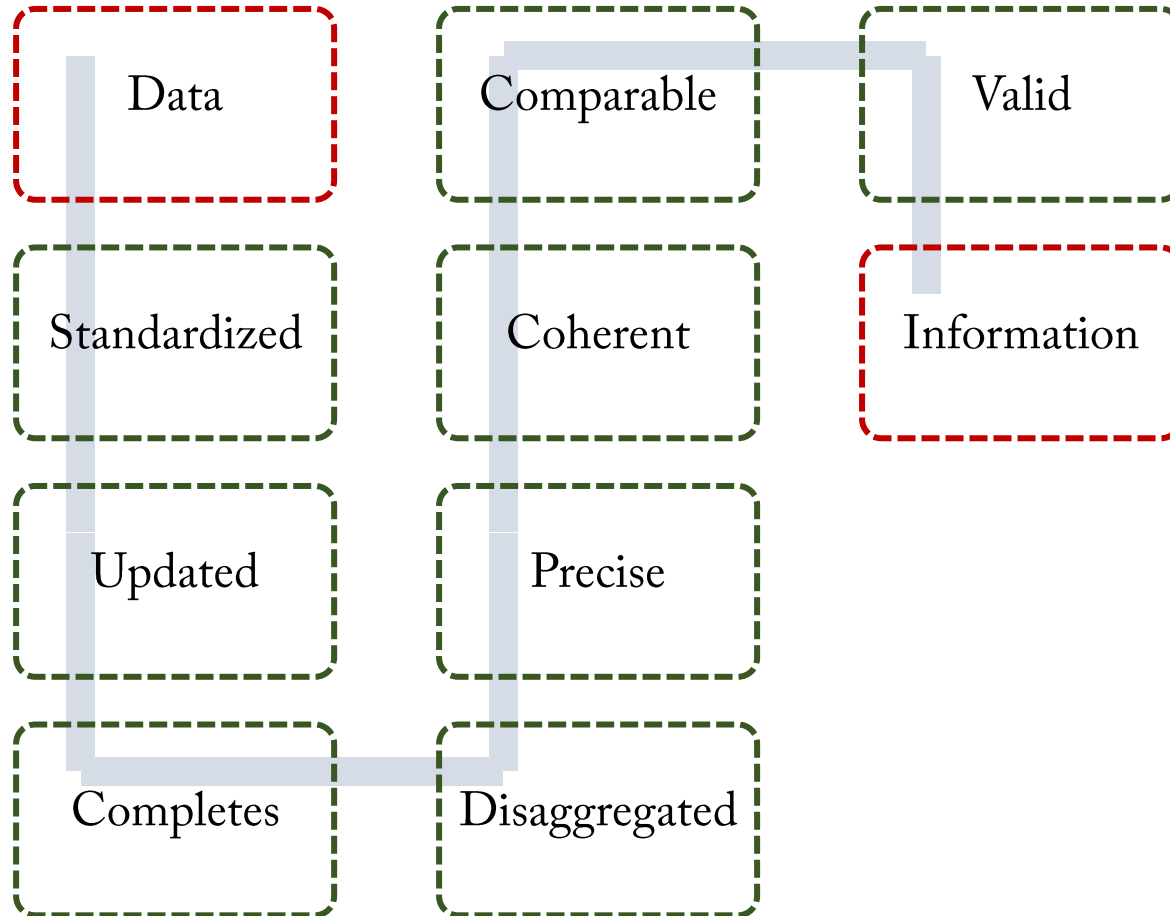 Data
Standardized
Updated
Completes
Disaggregated
Precise
Coherent
Comparable
Valid
Information